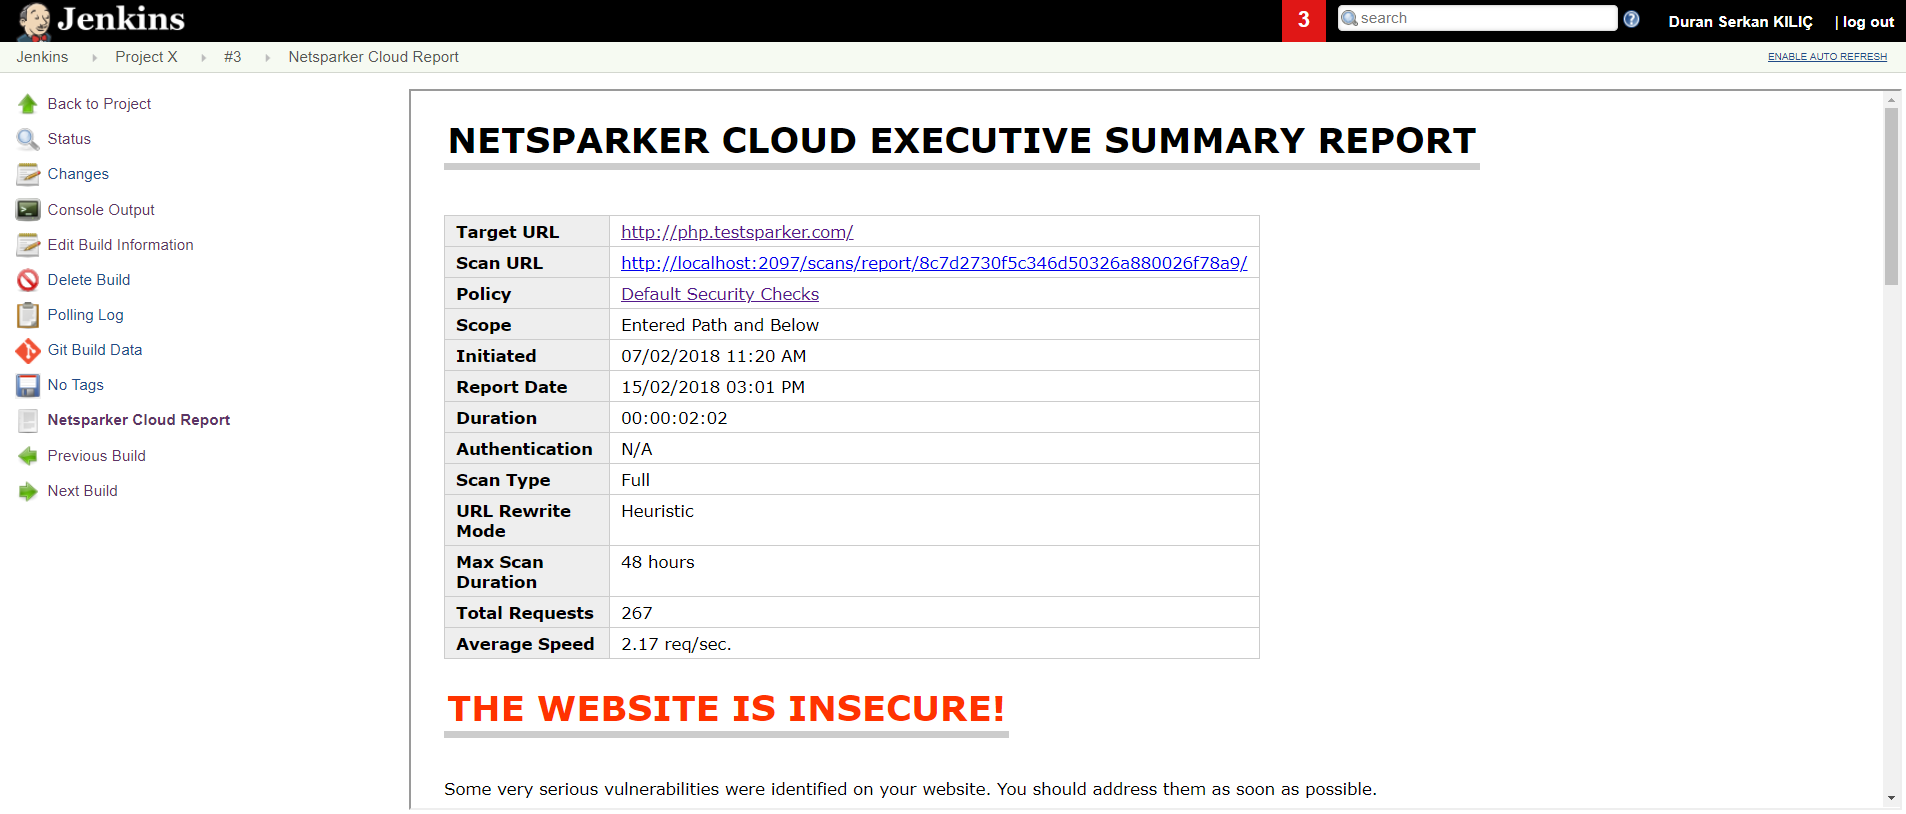 Jenkins
3
search
?
Duran Serkan KILIÇ
| log out
Jenkins
Project X
#3
Netsparker Cloud Report
ENABLE AUTO REFRESH
Back to Project
Status
Changes
Console Output
Edit Build Information
Delete Build
Polling Log
Git Build Data
No Tags
Netsparker Cloud Report
Previous Build
Next Build
NETSPARKER CLOUD EXECUTIVE SUMMARY REPORT
Target URL http://php.testsparker.com/
Scan URL http://localhost:2097/scans/report/8c7d2730f5c346d50326a880026f78a9/
Policy Default Security Checks
Scope Entered Path and Below
Initiated 07/02/2018 11:20 AM
Report Date 15/02/2018 03:01 PM
Duration 00:00:02:02
Authentication N/A
Scan Type Full
URL Rewrite Heuristic
Mode
Max Scan 48 hours
Duration
Total Requests 267
Average Speed 2.17 req/sec.
THE WEBSITE IS INSECURE!
Some very serious vulnerabilities were identified on your website. You should address them as soon as possible.